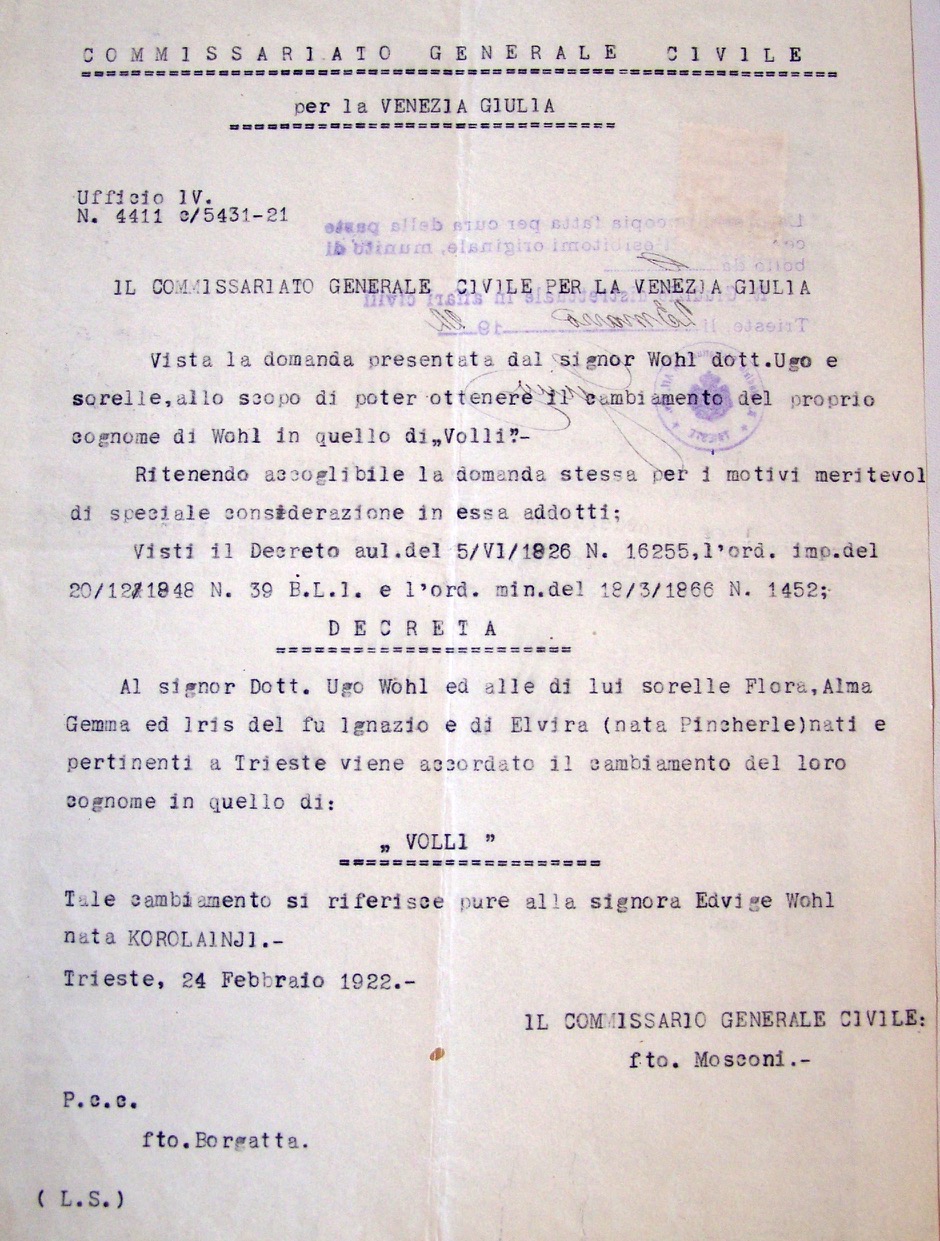 COMMISSARIATO GENERALE CIVILE
per la VENEZIA GIULIA
Ufficio IV.
N. 4411 c/5431-21
IL COMMISSARIATO GENERALE CIVILE PER LA VENEZIA GIULIA
Vista la domanda presentata dal signor Wohl dott.Ugo e
sorelle,allo scopo di poter ottenere il cambiamento del proprio
cognome di Wohl in quello di„Volli".-
Ritenendo accoglibile la domanda stessa per i motivi meritevol
di speciale considerazione in essa addotti;
Visti il Decreto aul.del 5/VI/1826 N. 16255,l'ord. imp.del
20/12/1848 N. 39 B.L.I. e l'ord. min.del 18/3/1866 N. 1452;
DECRETA
Al signor Dott. Ugo Wohl ed alle di lui sorelle Flora,Alma
Gemma ed Iris del fu Ignazio e di Elvira (nata Pincherle)nati e
pertinenti a Trieste viene accordato il cambiamento del loro
cognome in quello di:
„ VOLLI ”
Tale cambiamento si riferisce pure alla signora Edvige Wohl
nata KOROLAINJI.-
Trieste, 24 Febbraio 1922.-
IL COMMISSARIO GENERALE CIVILE:
fto. Mosconi.-
P.c.c.
fto.Borgatta.
( L.S.)